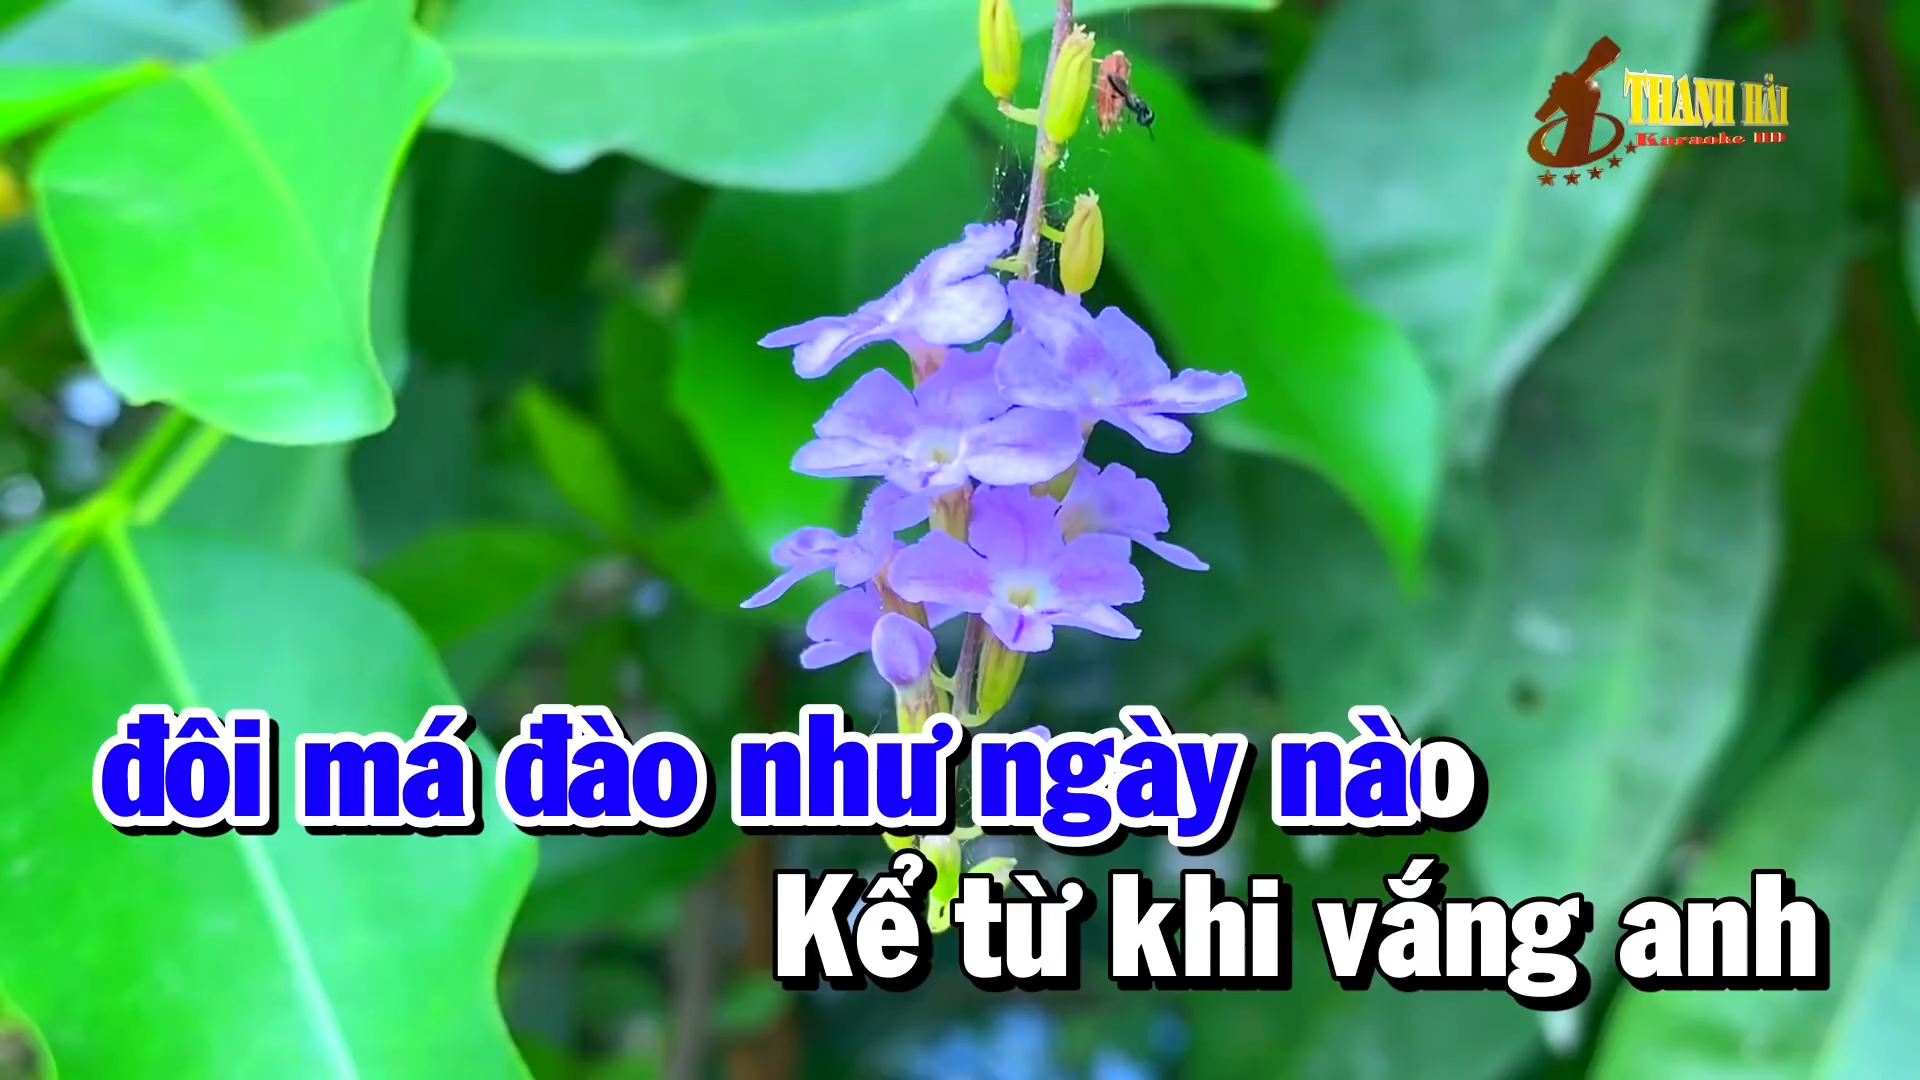 THANH HẢI
Karaoke HD
đôi má đào như ngày nào
Kể từ khi vắng anh